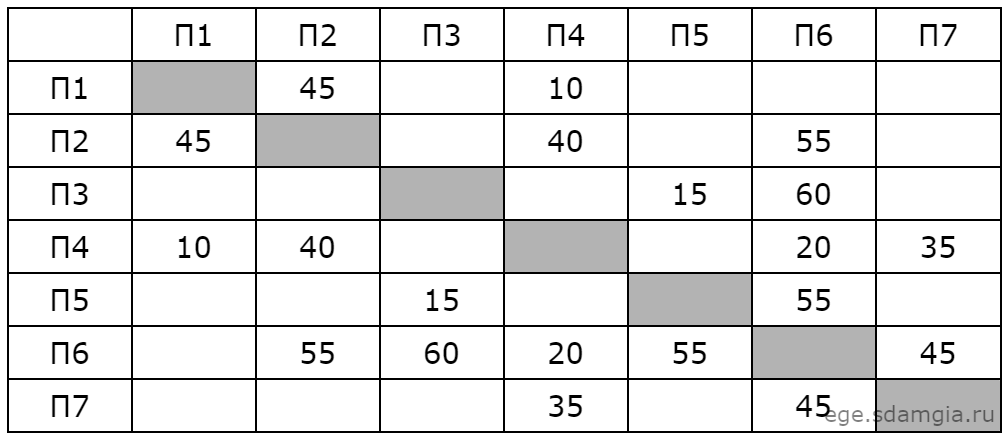 П1 П2 П3 П4 П5 П6 П7
П1 45 10
П2 45 40 55
П3 15 60
П4 10 40 20 35
П5 15 55
П6 55 60 20 55 45
П7 35 45
ege.sdamgia.ru